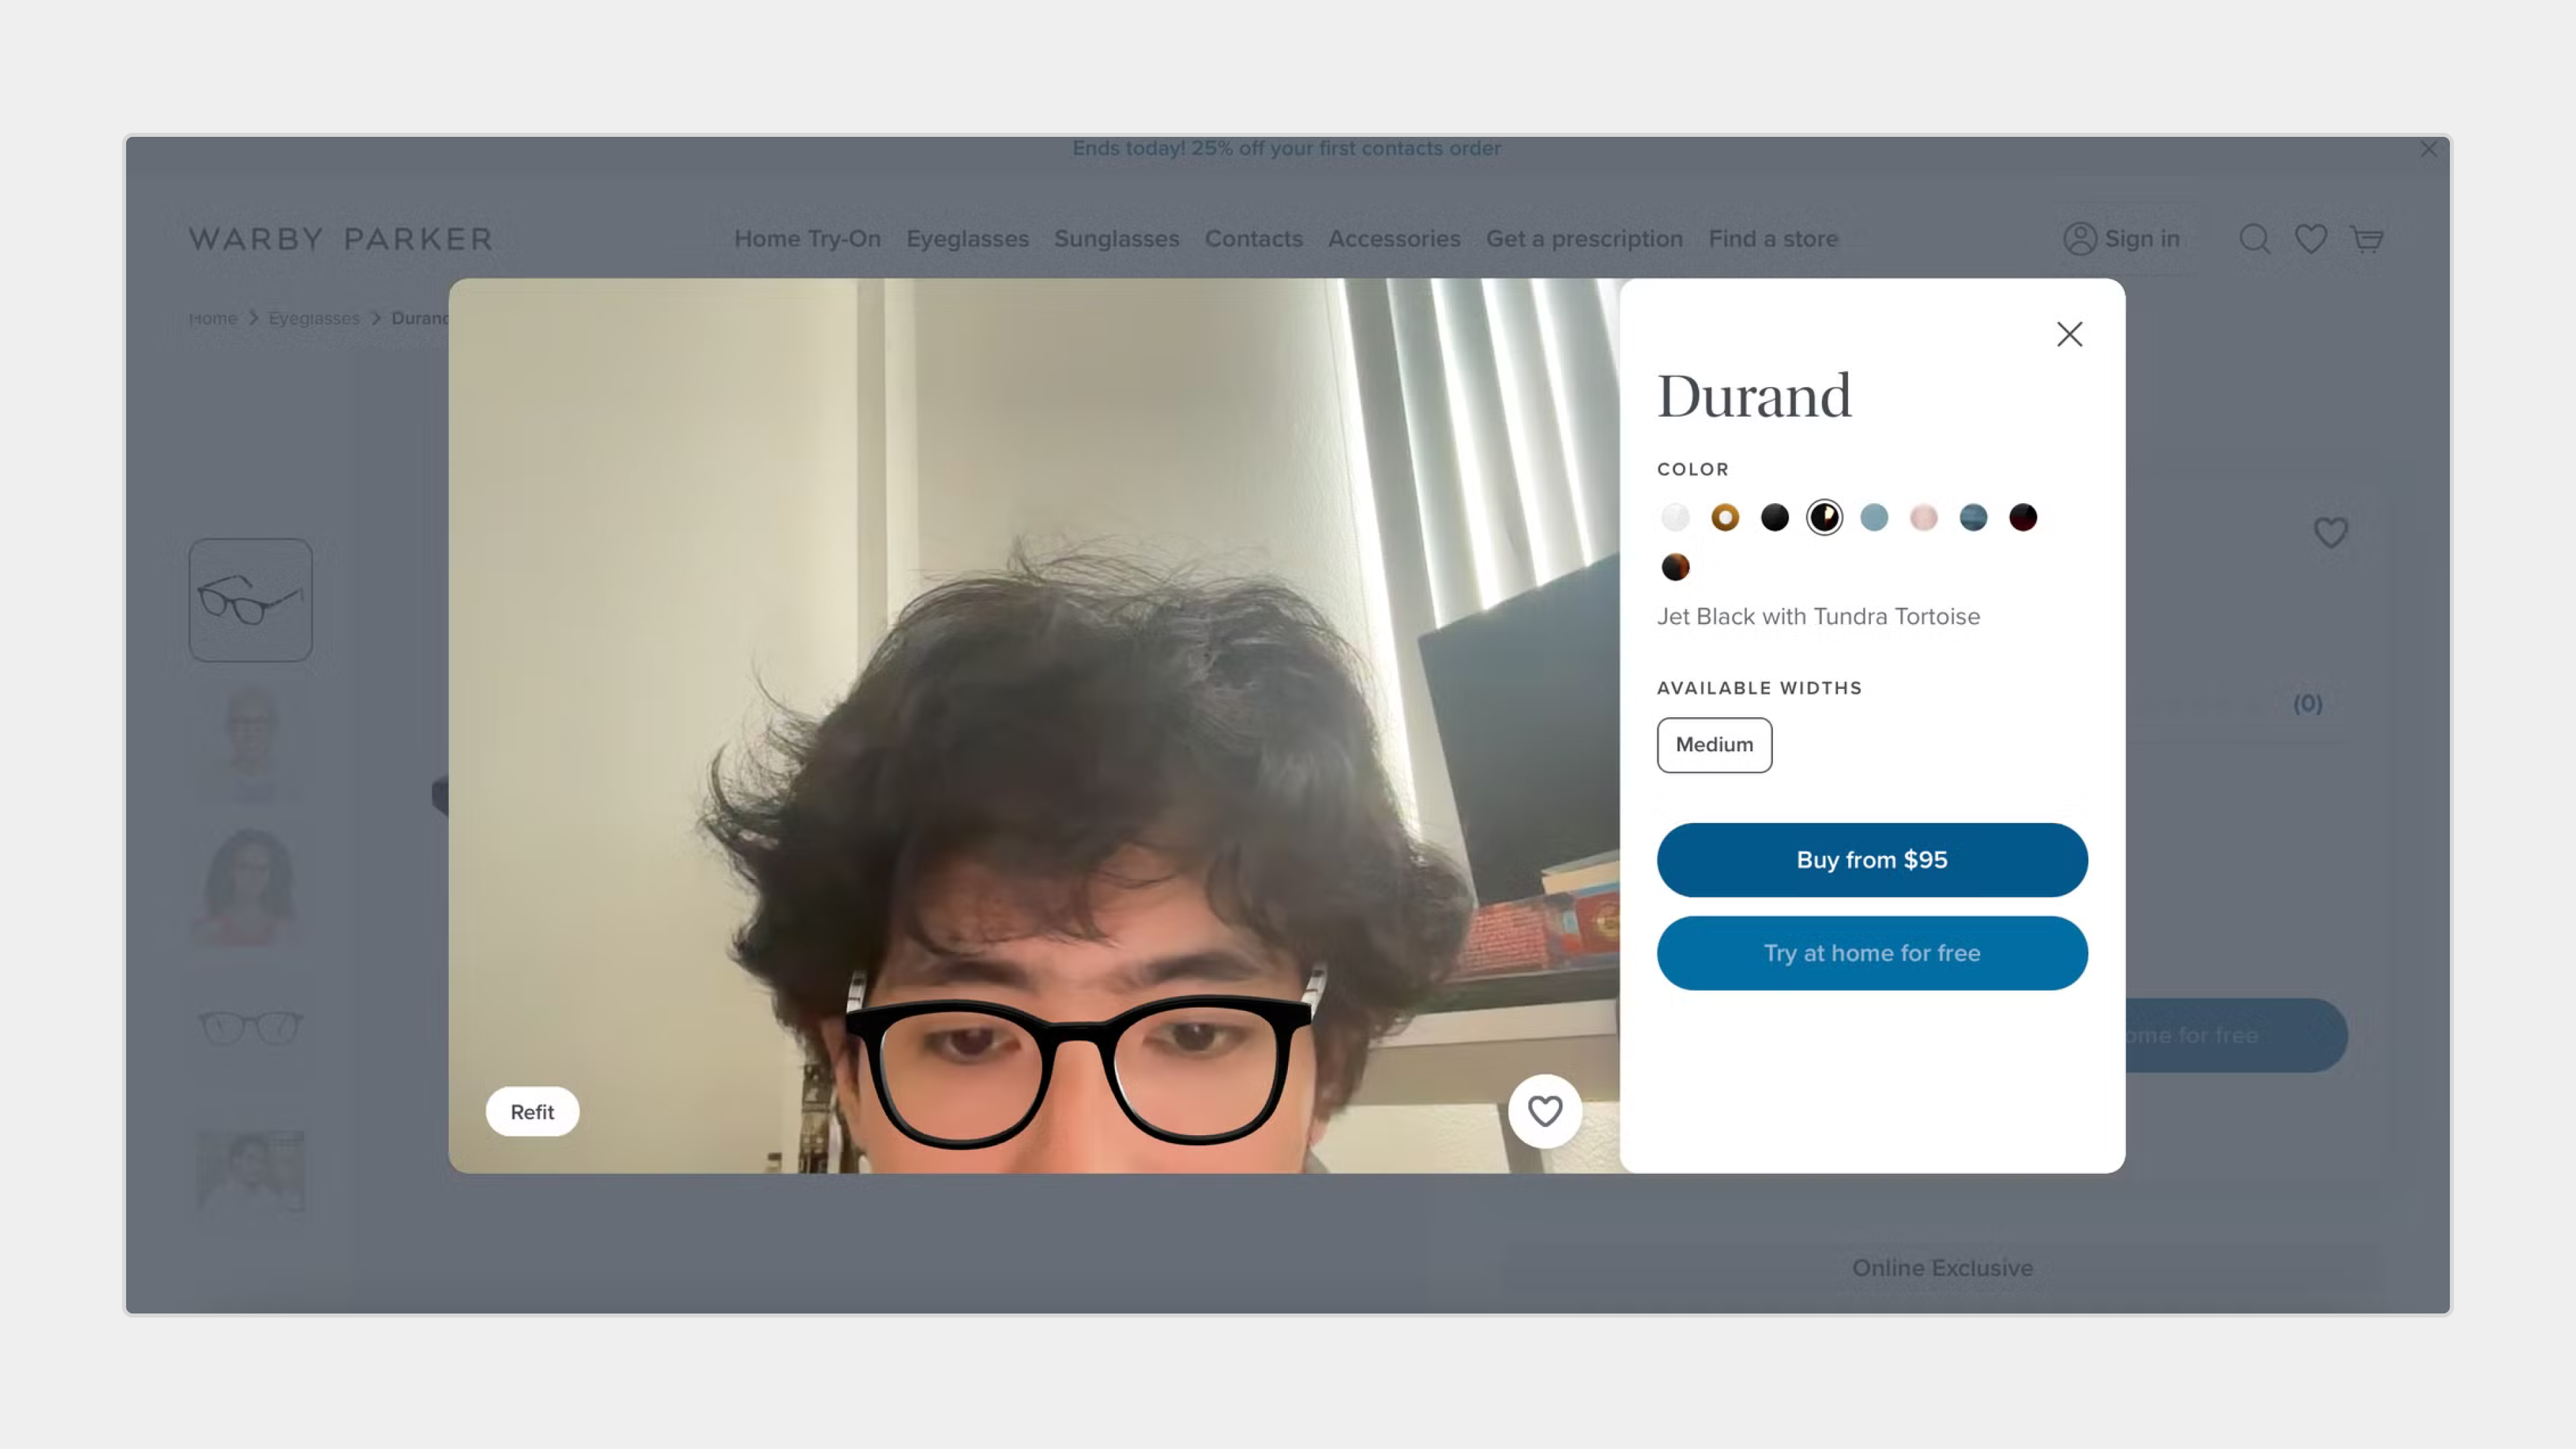 Ends today! 25% off your first contacts order
WARBY PARKER
Home Try-On Eyeglasses Sunglasses Contacts Accessories Get a prescription Find a store
Sign in
Home > Eyeglasses > Durand
Durand
COLOR
Jet Black with Tundra Tortoise
AVAILABLE WIDTHS
Medium
(0)
Buy from $95
Try at home for free
ome for free
Refit
Online Exclusive